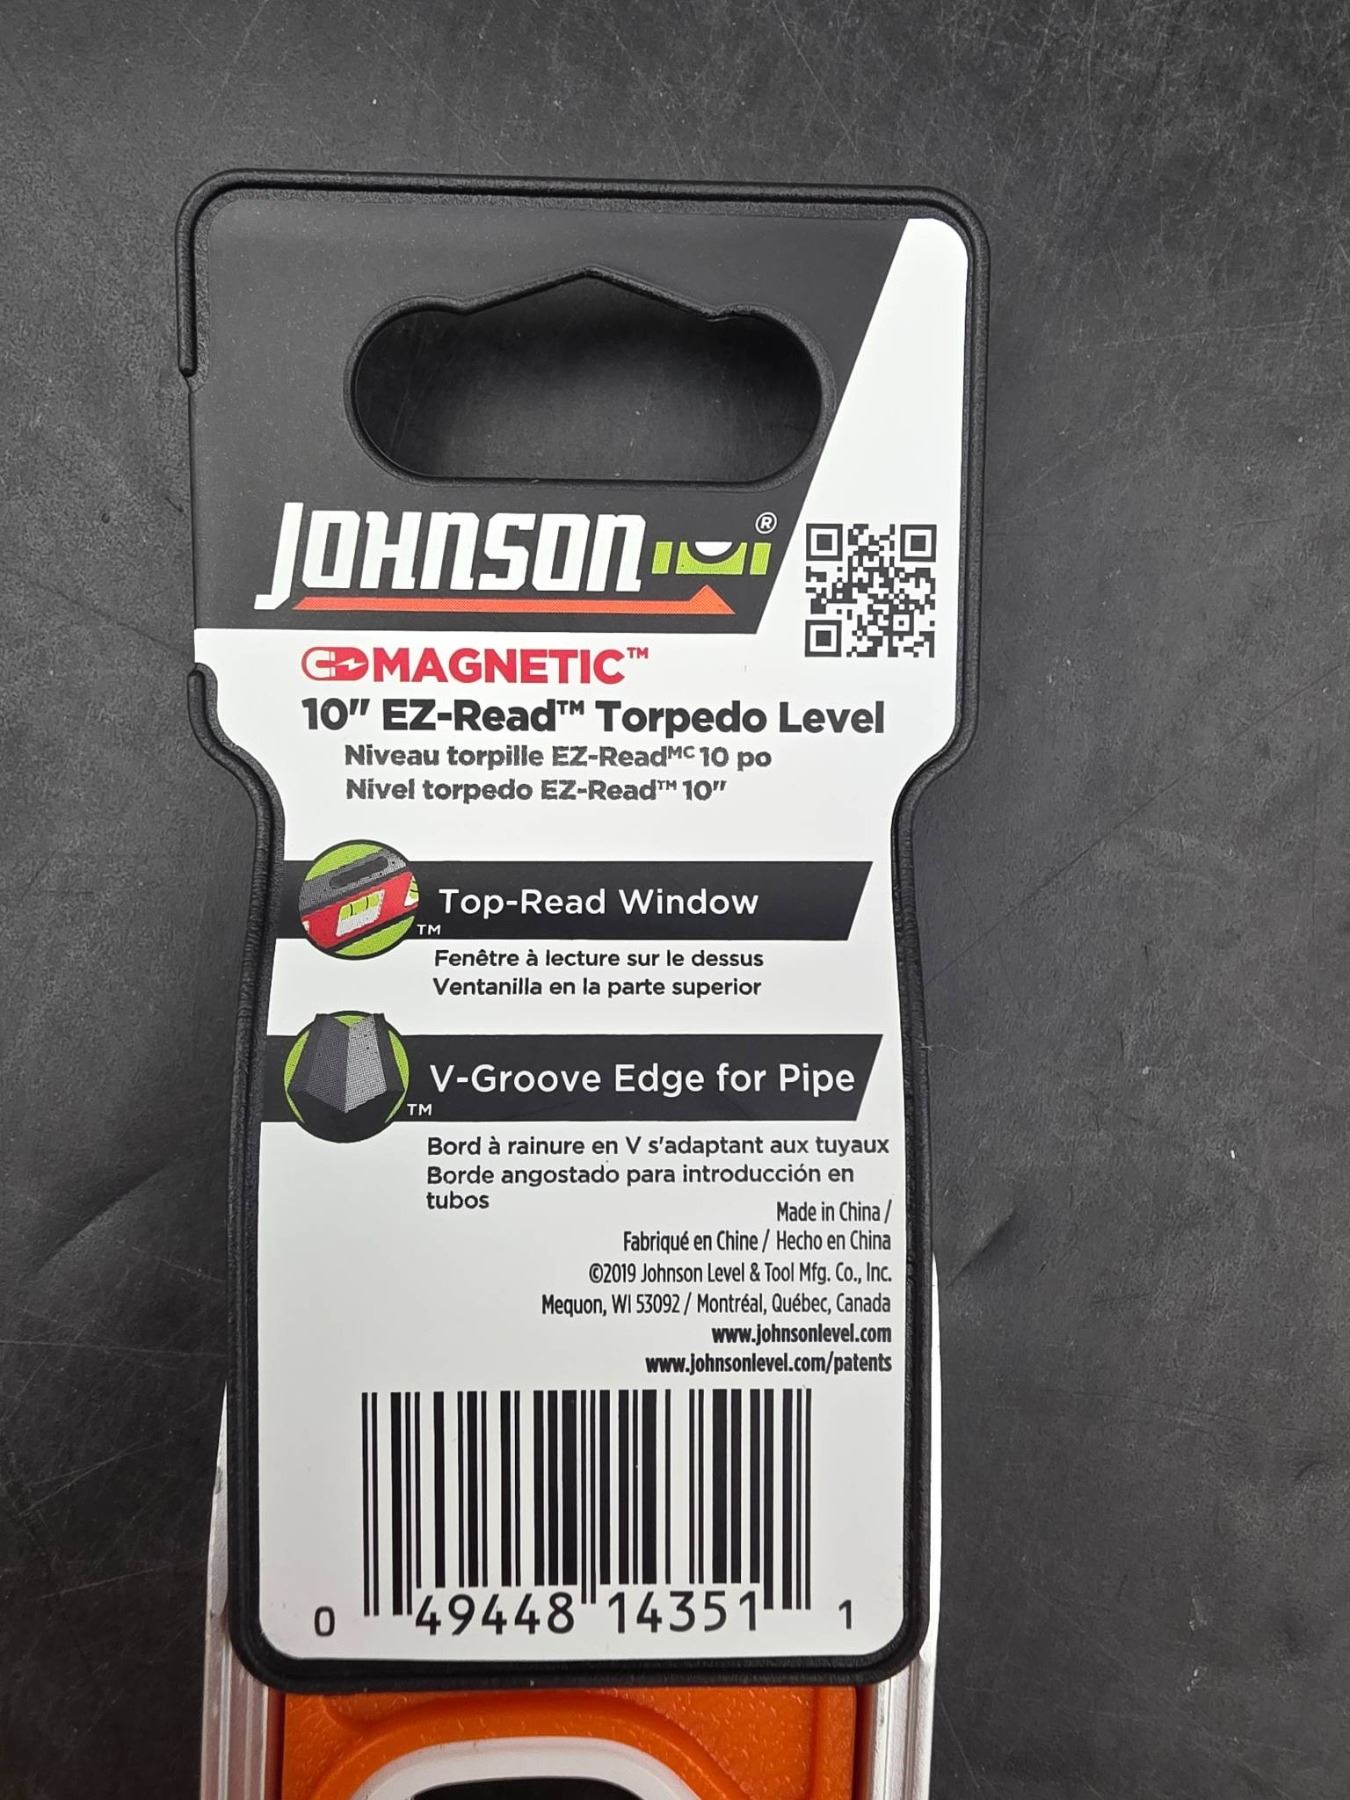 JOHNSON®
MAGNETIC™
10" EZ-Read™ Torpedo Level
Niveau torpille EZ-Readᴹᶜ 10 po
Nivel torpedo EZ-Read™ 10"
Top-Read Window
™
Fenêtre à lecture sur le dessus
Ventanilla en la parte superior
V-Groove Edge for Pipe
™
Bord à rainure en V s'adaptant aux tuyaux
Borde angostado para introducción en
tubos
Made in China /
Fabriqué en Chine / Hecho en China
©2019 Johnson Level & Tool Mfg. Co., Inc.
Mequon, WI 53092 / Montréal, Québec, Canada
www.johnsonlevel.com
www.johnsonlevel.com/patents
0 49448 14351 1